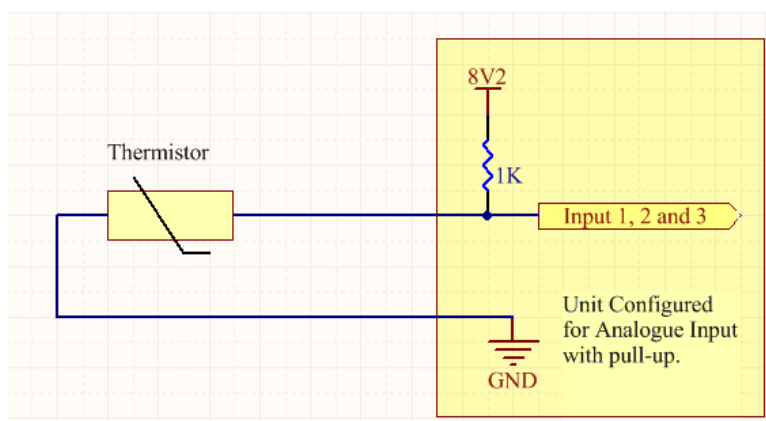 8V2
Thermistor
1K
Input 1, 2 and 3
Unit Configured
for Analogue Input
with pull-up.
GND